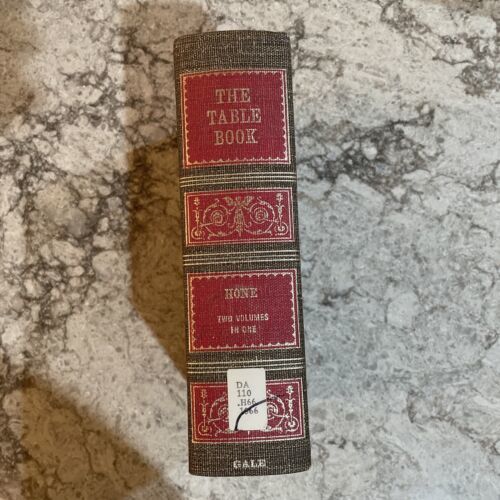 THE
TABLE
BOOK
HONE
TWO VOLUMES
IN ONE
DA
110
.H66
1966
GALE